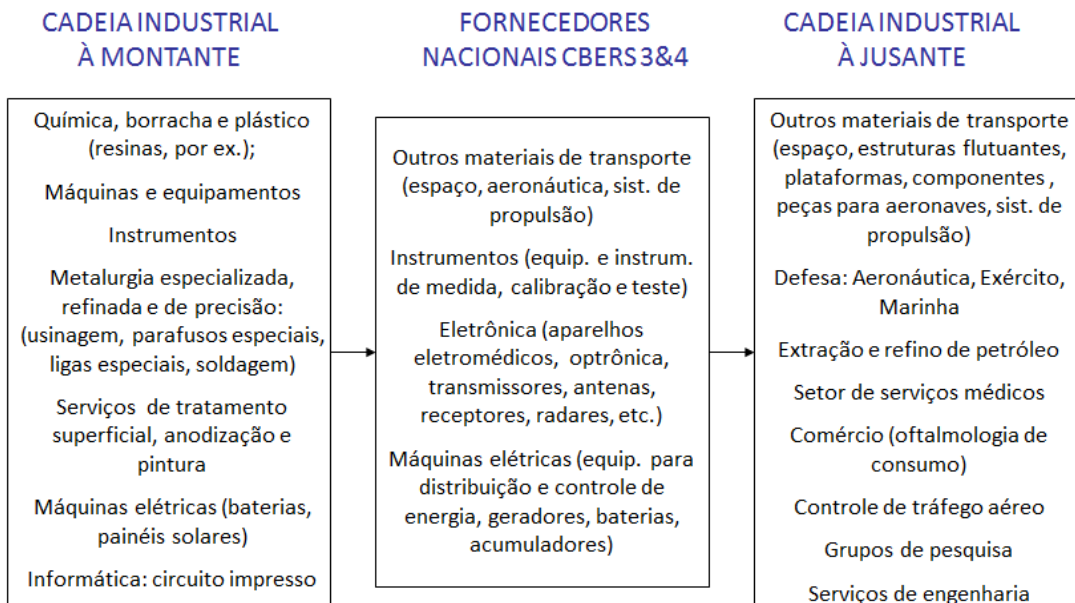 CADEIA INDUSTRIAL
À MONTANTE
Química, borracha e plástico
(resinas, por ex.);
Máquinas e equipamentos
Instrumentos
Metalurgia especializada,
refinada e de precisão:
(usinagem, parafusos especiais,
ligas especiais, soldagem)
Serviços de tratamento
superficial, anodização e
pintura
Máquinas elétricas (baterias,
painéis solares)
Informática: circuito impresso
FORNECEDORES
NACIONAIS CBERS 3&4
Outros materiais de transporte
(espaço, aeronáutica, sist. de
propulsão)
Instrumentos (equip. e instrum.
de medida, calibração e teste)
Eletrônica (aparelhos
eletromédicos, optrônica,
transmissores, antenas,
receptores, radares, etc.)
Máquinas elétricas (equip. para
distribuição e controle de
energia, geradores, baterias,
acumuladores)
CADEIA INDUSTRIAL
À JUSANTE
Outros materiais de transporte
(espaço, estruturas flutuantes,
plataformas, componentes ,
peças para aeronaves, sist. de
propulsão)
Defesa: Aeronáutica, Exército,
Marinha
Extração e refino de petróleo
Setor de serviços médicos
Comércio (oftalmologia de
consumo)
Controle de tráfego aéreo
Grupos de pesquisa
Serviços de engenharia